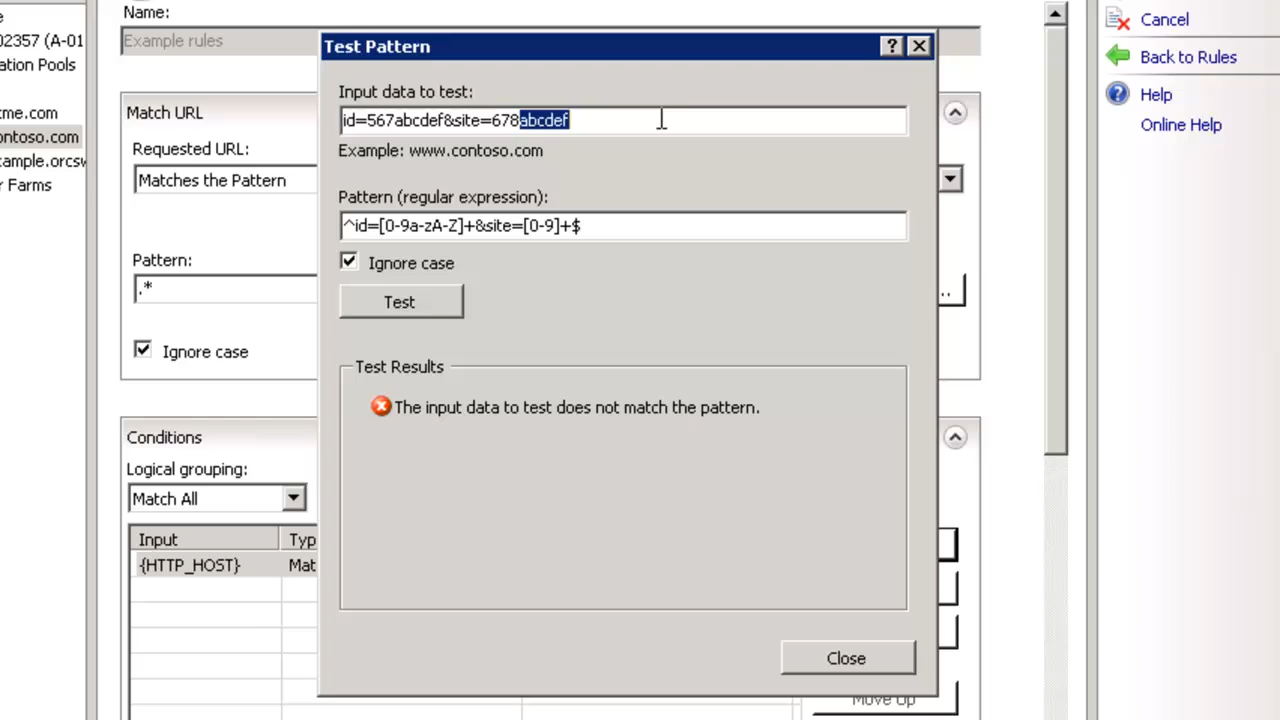 Name:
Example rules
e
02357 (A-01
ation Pools
me.com
ontoso.com
ample.orcsw
r Farms
Match URL
Requested URL:
Matches the Pattern
Pattern:
.*
Ignore case
Conditions
Logical grouping:
Match All
Input
Typ
{HTTP_HOST}
Mat
Test Pattern
?
Input data to test:
id=567abcdef&site=678abcdef
Example: www.contoso.com
Pattern (regular expression):
^id=[0-9a-zA-Z]+&site=[0-9]+$
Ignore case
Test
Test Results
The input data to test does not match the pattern.
Close
..
Move Up
Cancel
Back to Rules
Help
Online Help